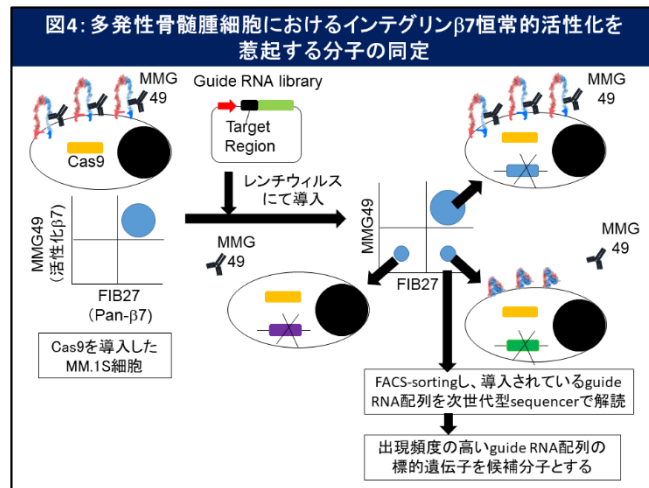 図4：多発性骨髄腫細胞におけるインテグリンβ7恒常的活性化を
惹起する分子の同定
MMG
49
Cas9
Guide RNA library
Target
Region
レンチウィルス
にて導入
MMG49
(活性化β7)
FIB27
(Pan-β7)
Cas9を導入した
MM.1S細胞
MMG
49
MMG49
FIB27
MMG
49
MMG
49
FACS-sortingし、導入されているguide
RNA配列を次世代型sequencerで解読
出現頻度の高いguide RNA配列の
標的遺伝子を候補分子とする